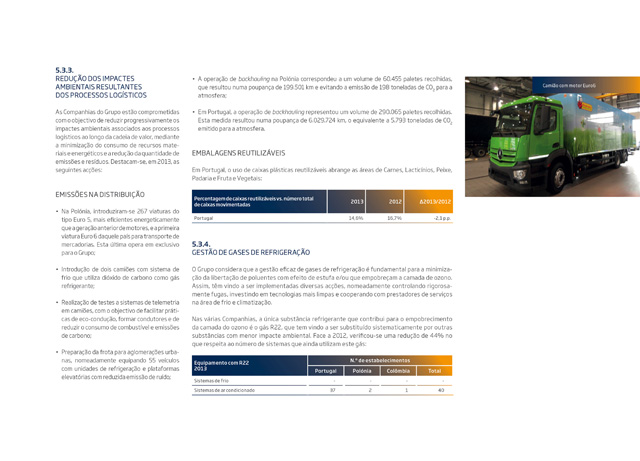 5.3.3.
REDUÇÃO DOS IMPACTES
AMBIENTAIS RESULTANTES
DOS PROCESSOS LOGÍSTICOS
As Companhias do Grupo estão comprometidas
com o objectivo de reduzir progressivamente os
impactes ambientais associados aos processos
logísticos ao longo da cadeia de valor, mediante
a minimização do consumo de recursos mate-
riais e energéticos e a redução da quantidade de
emissões e resíduos. Destacam-se, em 2013, as
seguintes acções:
EMISSÕES NA DISTRIBUIÇÃO
• Na Polónia, introduziram-se 267 viaturas do
tipo Euro 5, mais eficientes energeticamente
que a geração anterior de motores, e a primeira
viatura Euro 6 daquele país para transporte de
mercadorias. Esta última opera em exclusivo
para o Grupo;
• Introdução de dois camiões com sistema de
frio que utiliza dióxido de carbono como gás
refrigerante;
• Realização de testes a sistemas de telemetria
em camiões, com o objectivo de facilitar práti-
cas de eco-condução, formar condutores e de
reduzir o consumo de combustível e emissões
de carbono;
• Preparação da frota para aglomerações urba-
nas, nomeadamente equipando 55 veículos
com unidades de refrigeração e plataformas
elevatórias com reduzida emissão de ruído;
• A operação de backhauling na Polónia correspondeu a um volume de 60.455 paletes recolhidas,
que resultou numa poupança de 199.501 km e evitando a emissão de 198 toneladas de CO2 para a
atmosfera;
• Em Portugal, a operação de backhauling representou um volume de 290.065 paletes recolhidas.
Esta medida resultou numa poupança de 6.029.724 km, o equivalente a 5.793 toneladas de CO2
emitido para a atmosfera.
EMBALAGENS REUTILIZÁVEIS
Em Portugal, o uso de caixas plásticas reutilizáveis abrange as áreas de Carnes, Lacticínios, Peixe,
Padaria e Fruta e Vegetais:
Percentagem de caixas reutilizáveis vs. número total
de caixas movimentadas
2013 2012 Δ2013/2012
Portugal 14,6% 16,7% -2,1 p.p.
5.3.4.
GESTÃO DE GASES DE REFRIGERAÇÃO
O Grupo considera que a gestão eficaz de gases de refrigeração é fundamental para a minimiza-
ção da libertação de poluentes com efeito de estufa e/ou que empobreçam a camada de ozono.
Assim, têm vindo a ser implementadas diversas acções, nomeadamente controlando rigorosa-
mente fugas, investindo em tecnologias mais limpas e cooperando com prestadores de serviços
na área de frio e climatização.
Nas várias Companhias, a única substância refrigerante que contribui para o empobrecimento
da camada do ozono é o gás R22, que tem vindo a ser substituído sistematicamente por outras
substâncias com menor impacte ambiental. Face a 2012, verificou-se uma redução de 44% no
que respeita ao número de sistemas que ainda utilizam este gás:
Equipamento com R22
2013
N.º de estabelecimentos
Portugal Polónia Colômbia Total
Sistemas de frio - - - -
Sistemas de ar condicionado 37 2 1 40
Camião com motor Euro 6